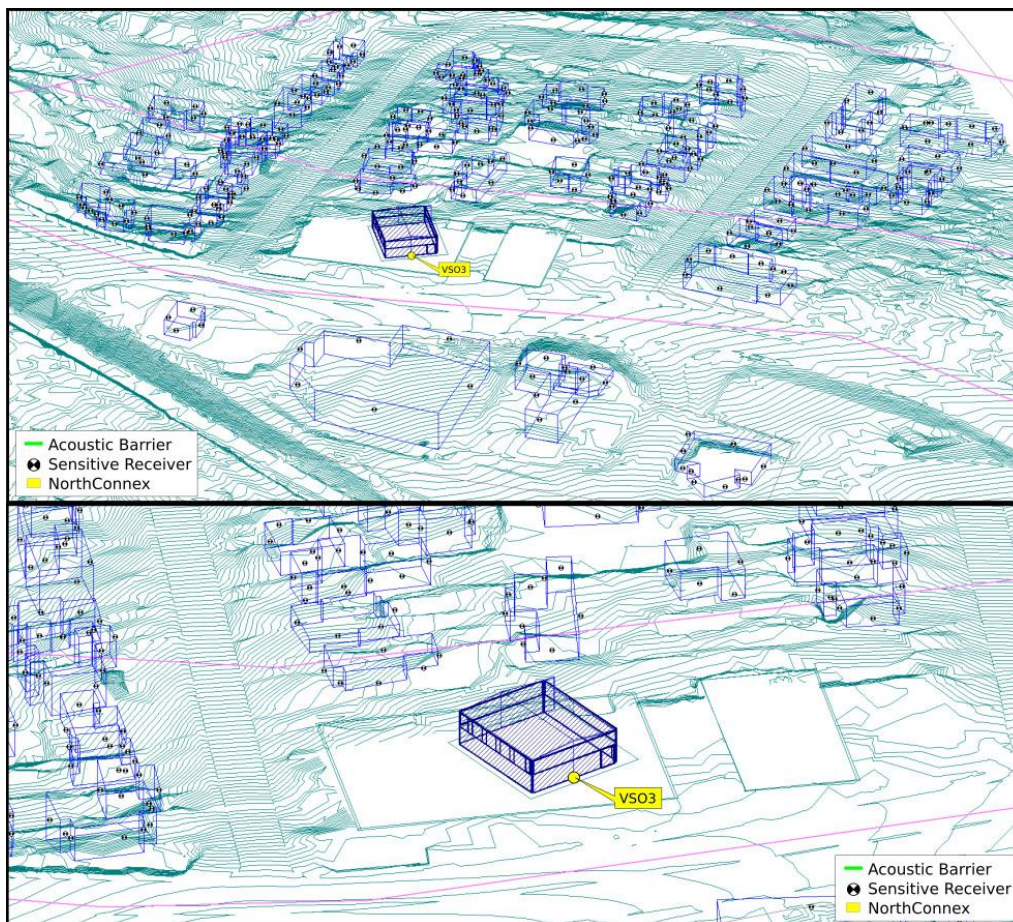 VSO3
Acoustic Barrier
Sensitive Receiver
NorthConnex
VSO3
Acoustic Barrier
Sensitive Receiver
NorthConnex